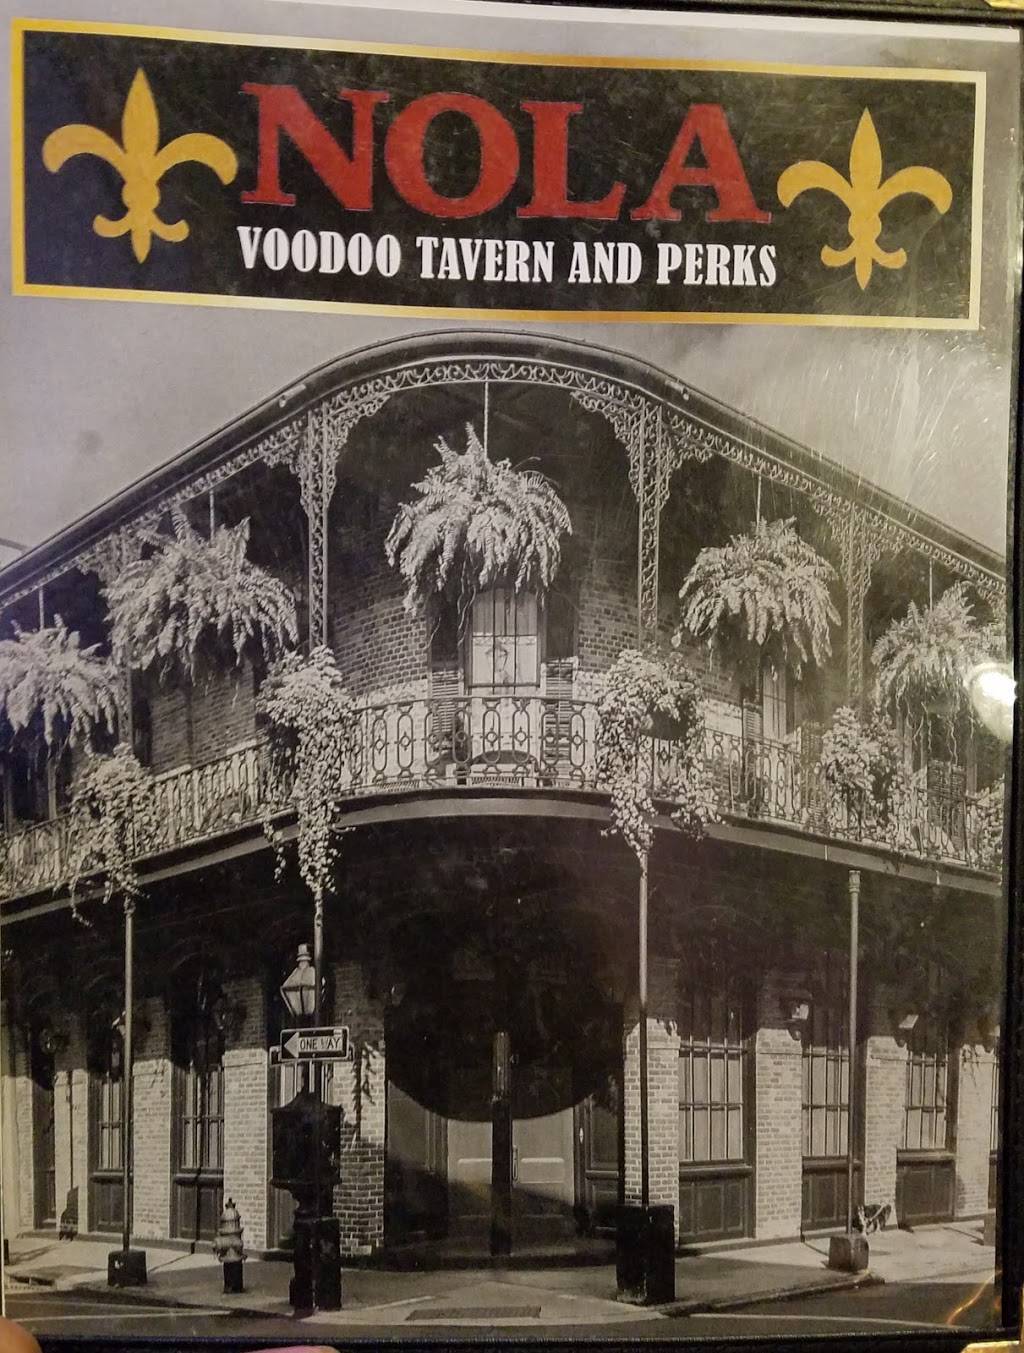 NOLA
VOODOO TAVERN AND PERKS
ONE WAY